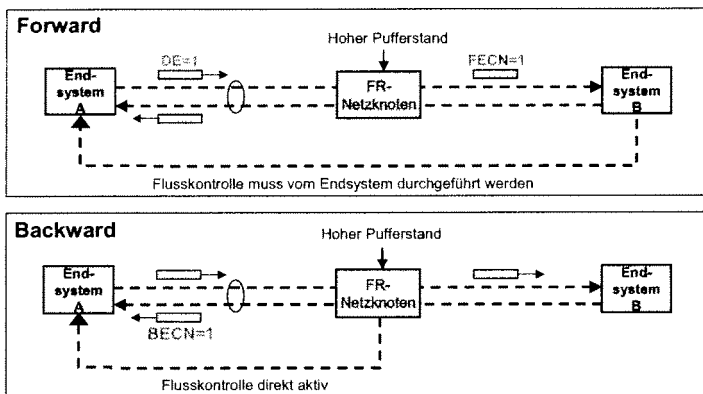 Forward
Hoher Pufferstand
DE=1
FECN=1
End-
system
A
FR-
Netzknoten
End-
system
B
Flusskontrolle muss vom Endsystem durchgeführt werden
Backward
Hoher Pufferstand
End-
system
A
FR-
Netzknoten
End-
system
B
BECN=1
Flusskontrolle direkt aktiv